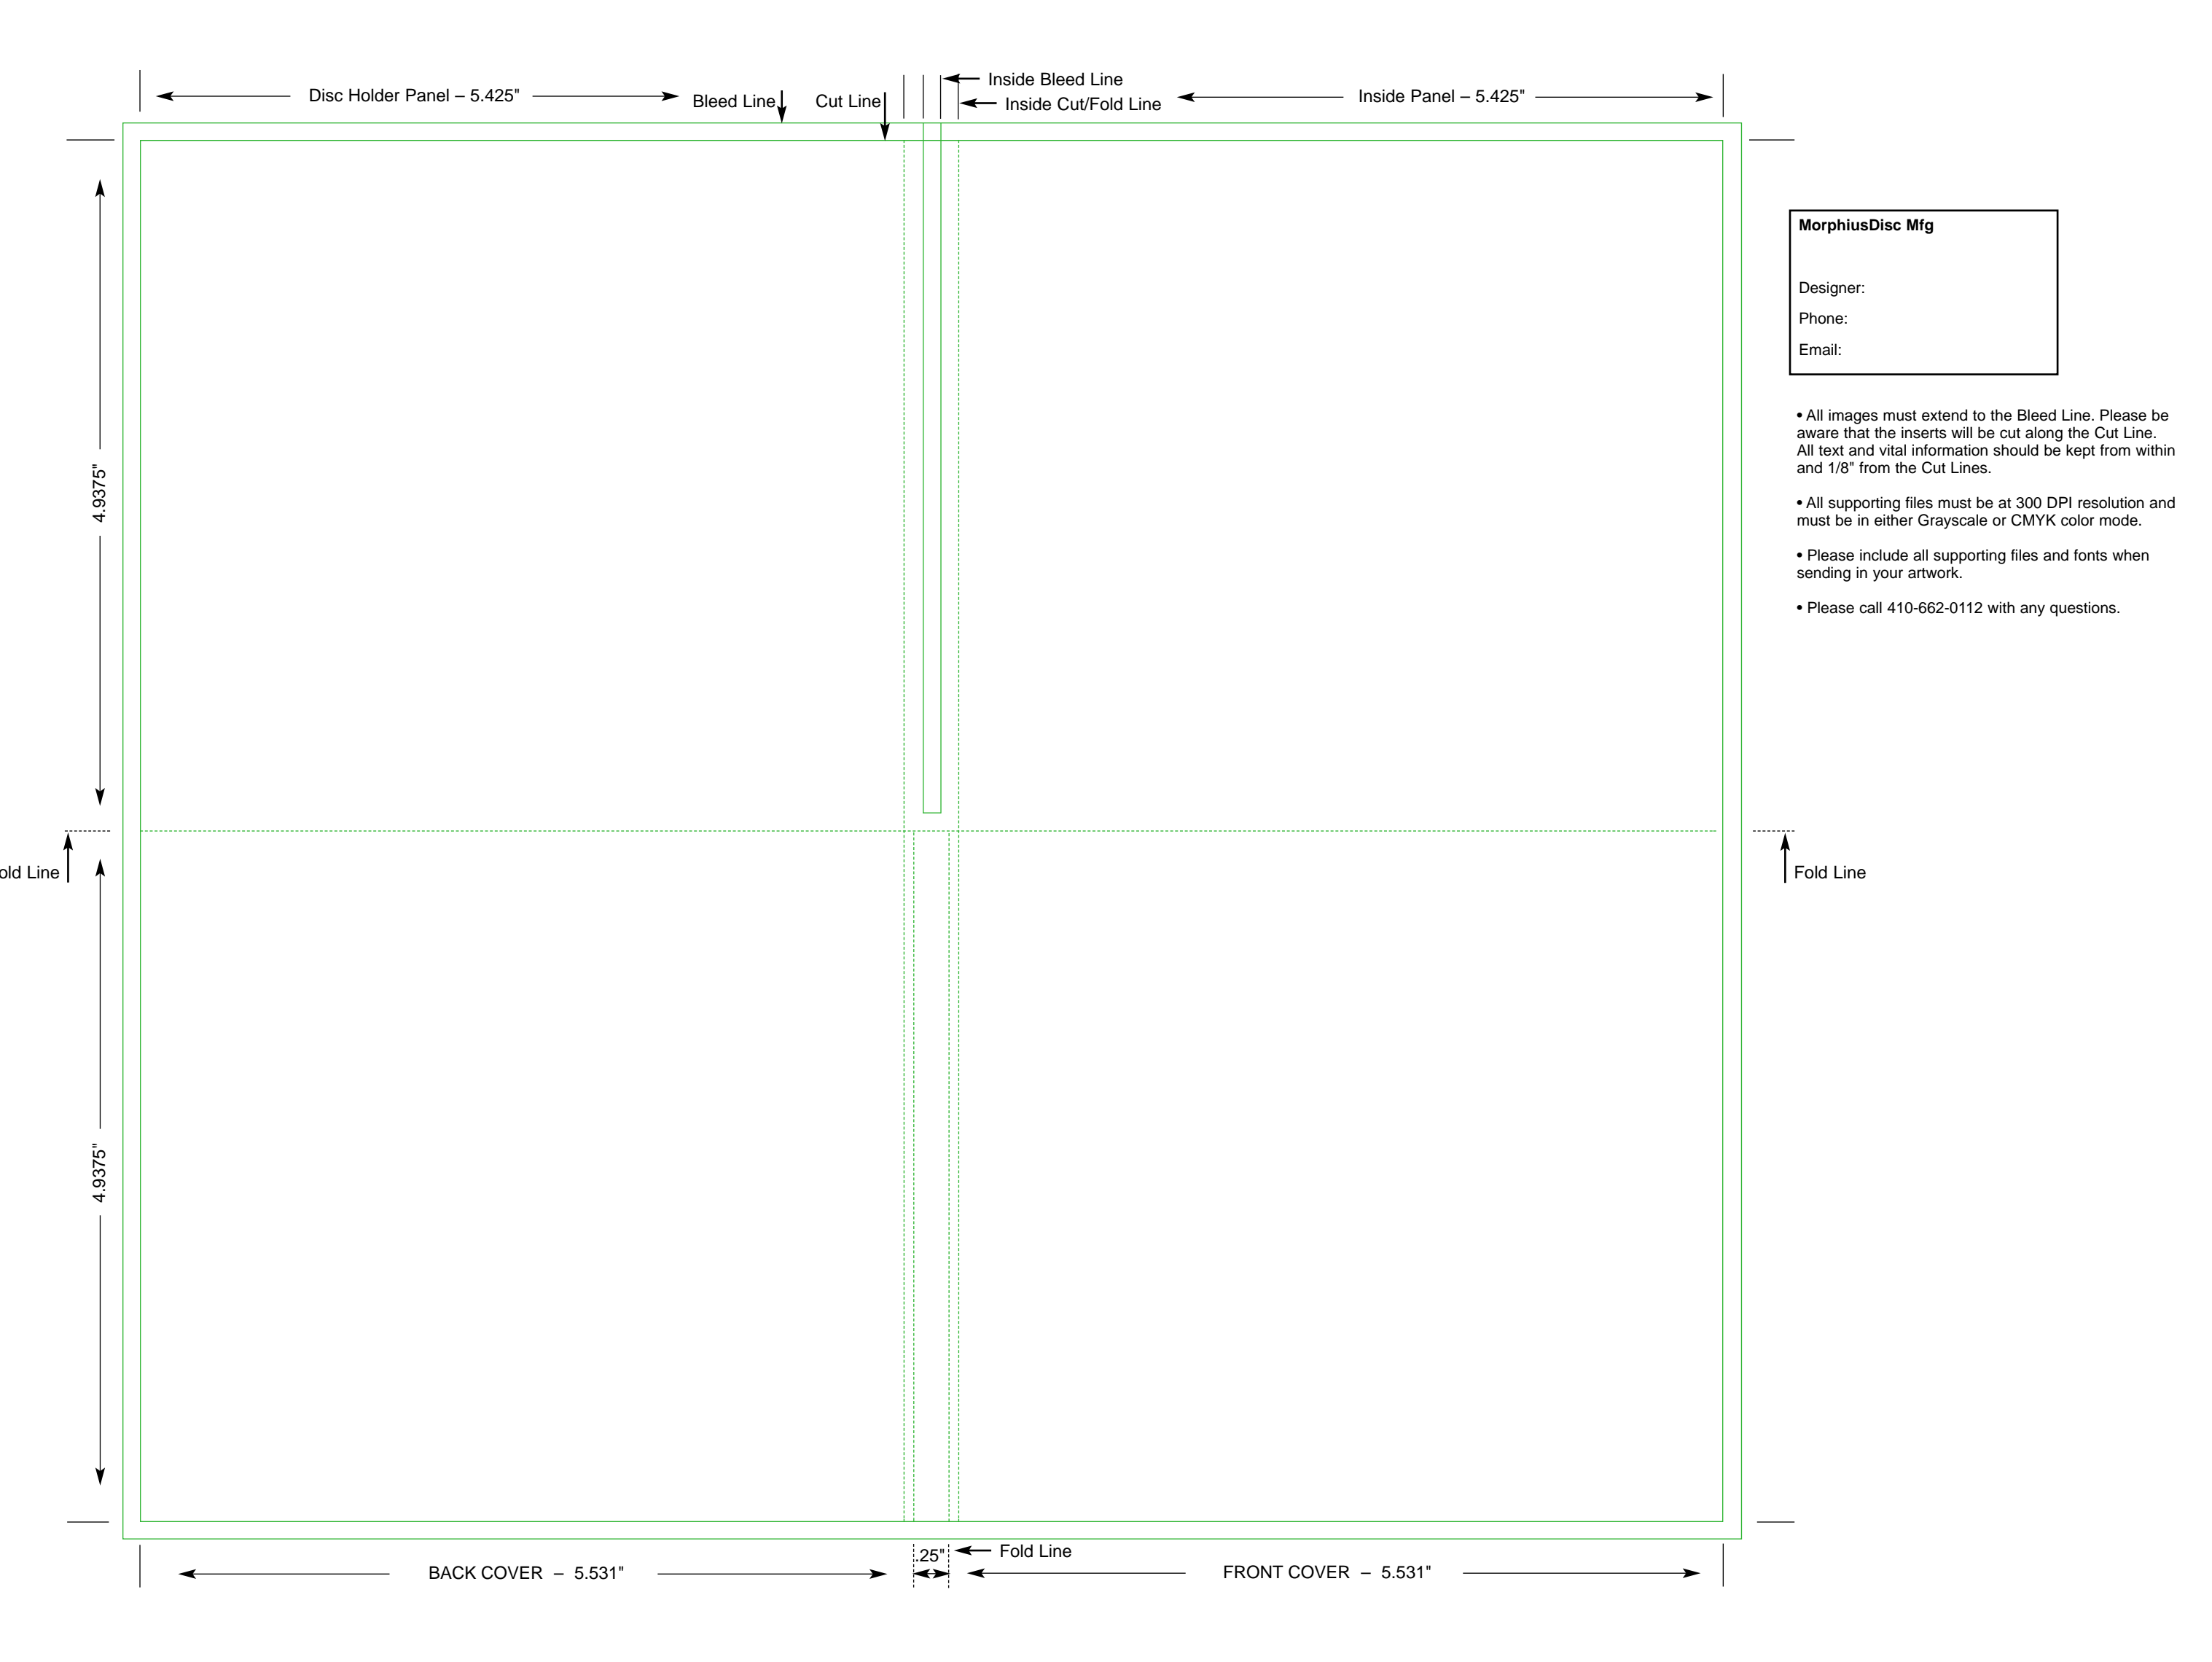 Inside Bleed Line
Disc Holder Panel – 5.425"
Bleed Line
Cut Line
Inside Cut/Fold Line
Inside Panel – 5.425"
MorphiusDisc Mfg
Designer:
Phone:
Email:
• All images must extend to the Bleed Line. Please be
aware that the inserts will be cut along the Cut Line.
All text and vital information should be kept from within
and 1/8" from the Cut Lines.
• All supporting files must be at 300 DPI resolution and
must be in either Grayscale or CMYK color mode.
• Please include all supporting files and fonts when
sending in your artwork.
• Please call 410-662-0112 with any questions.
4.9375"
old Line
Fold Line
4.9375"
.25"
Fold Line
BACK COVER – 5.531"
FRONT COVER – 5.531"